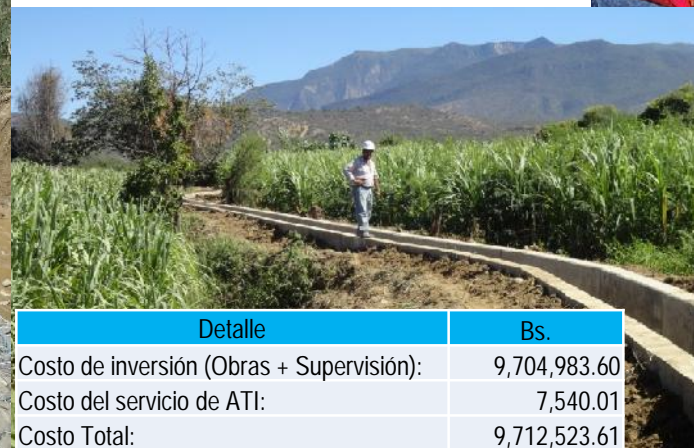 Detalle Bs.
Costo de inversión (Obras + Supervisión): 9,704,983.60
Costo del servicio de ATI: 7,540.01
Costo Total: 9,712,523.61